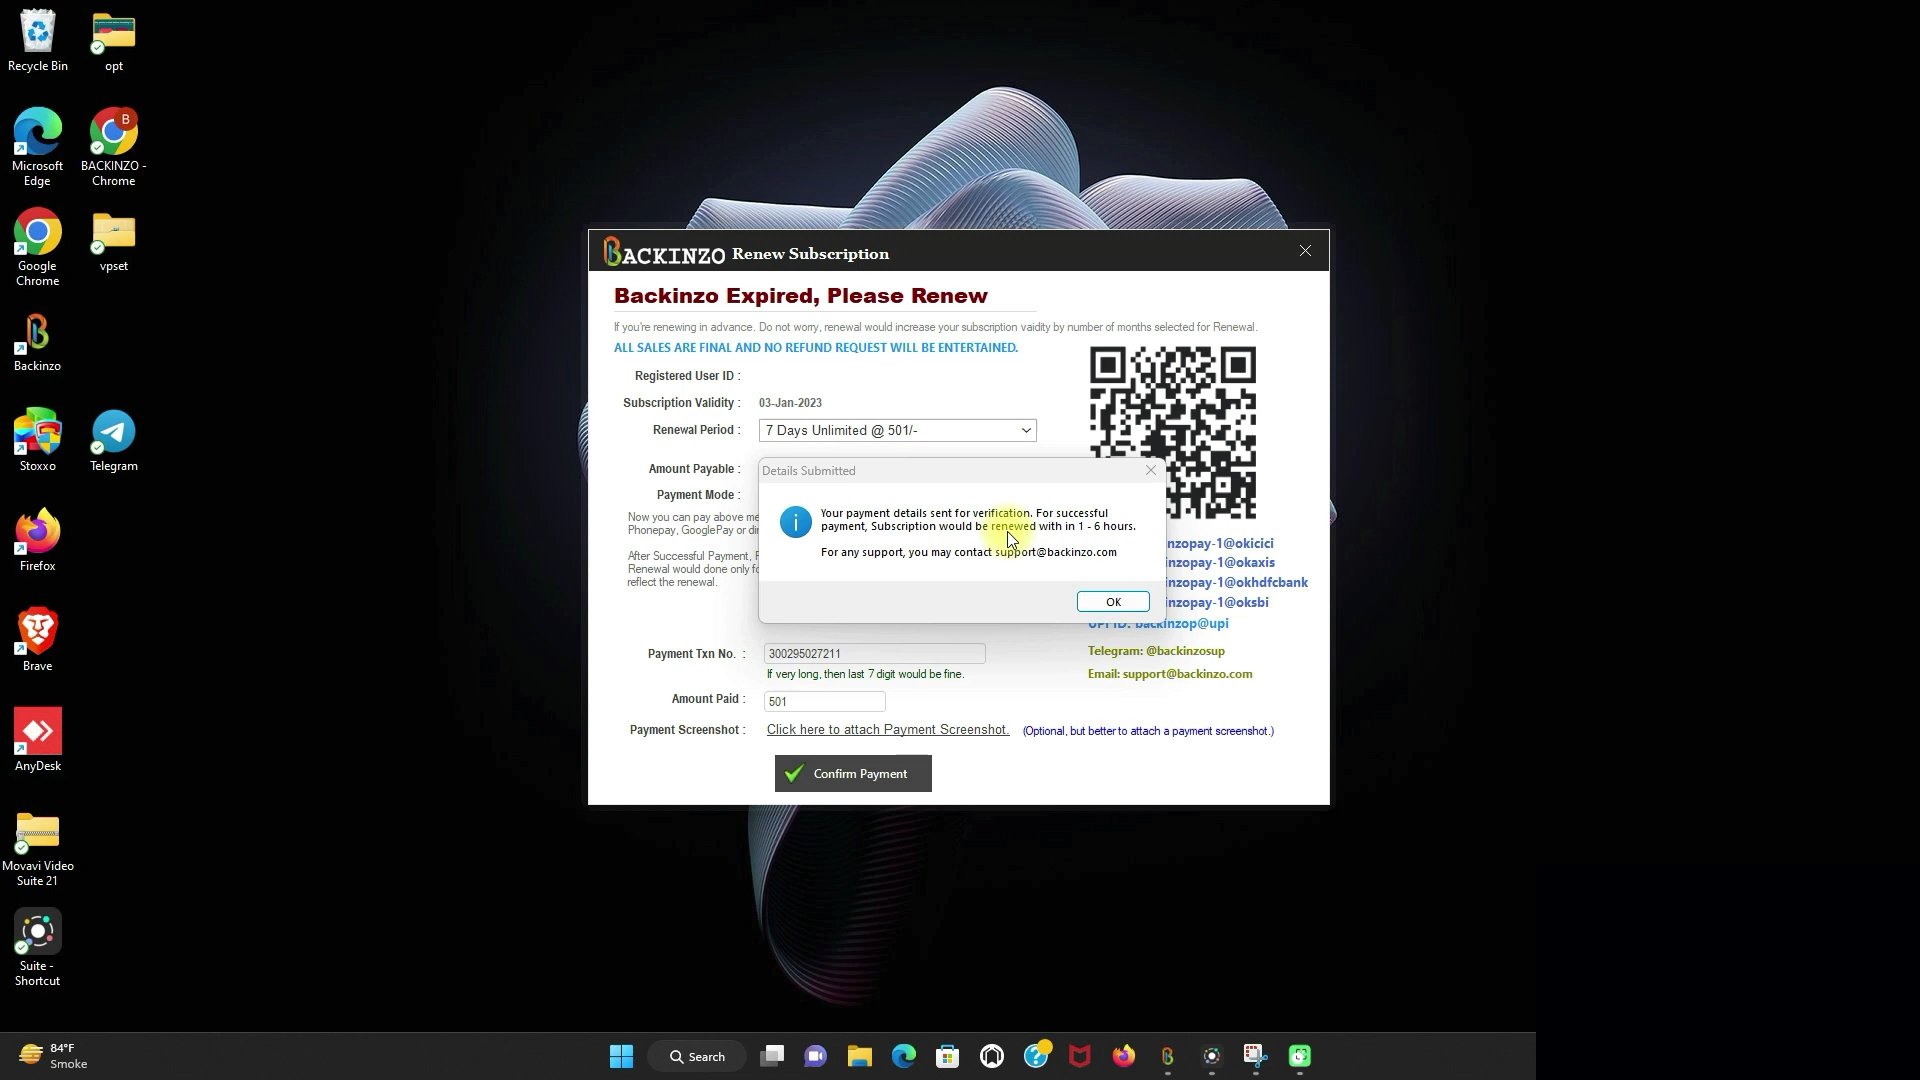 Recycle Bin
opt
Microsoft
Edge
B
BACKINZO -
Chrome
Google
Chrome
vpset
Backinzo
Stoxxo
Telegram
Firefox
Brave
AnyDesk
Movavi Video
Suite 21
Suite -
Shortcut
BACKINZO Renew Subscription
Backinzo Expired, Please Renew
If you're renewing in advance. Do not worry, renewal would increase your subscription vaidity by number of months selected for Renewal.
ALL SALES ARE FINAL AND NO REFUND REQUEST WILL BE ENTERTAINED.
Registered User ID :
Subscription Validity : 03-Jan-2023
Renewal Period : 7 Days Unlimited @ 501/-
Amount Payable :
Payment Mode :
Now you can pay above me
Phonepay, GooglePay or di
After Successful Payment, F
Renewal would done only fo
reflect the renewal.
Details Submitted
Your payment details sent for verification. For successful
payment, Subscription would be renewed with in 1 - 6 hours.
For any support, you may contact support@backinzo.com
OK
nzopay-1@okicici
inzopay-1@okaxis
inzopay-1@okhdfcbank
inzopay-1@oksbi
UPI ID: backinzop@upi
Telegram: @backinzosup
Email: support@backinzo.com
Payment Txn No. : 300295027211
If very long, then last 7 digit would be fine.
Amount Paid : 501
Payment Screenshot : Click here to attach Payment Screenshot. (Optional, but better to attach a payment screenshot.)
Confirm Payment
84°F
Smoke
Search